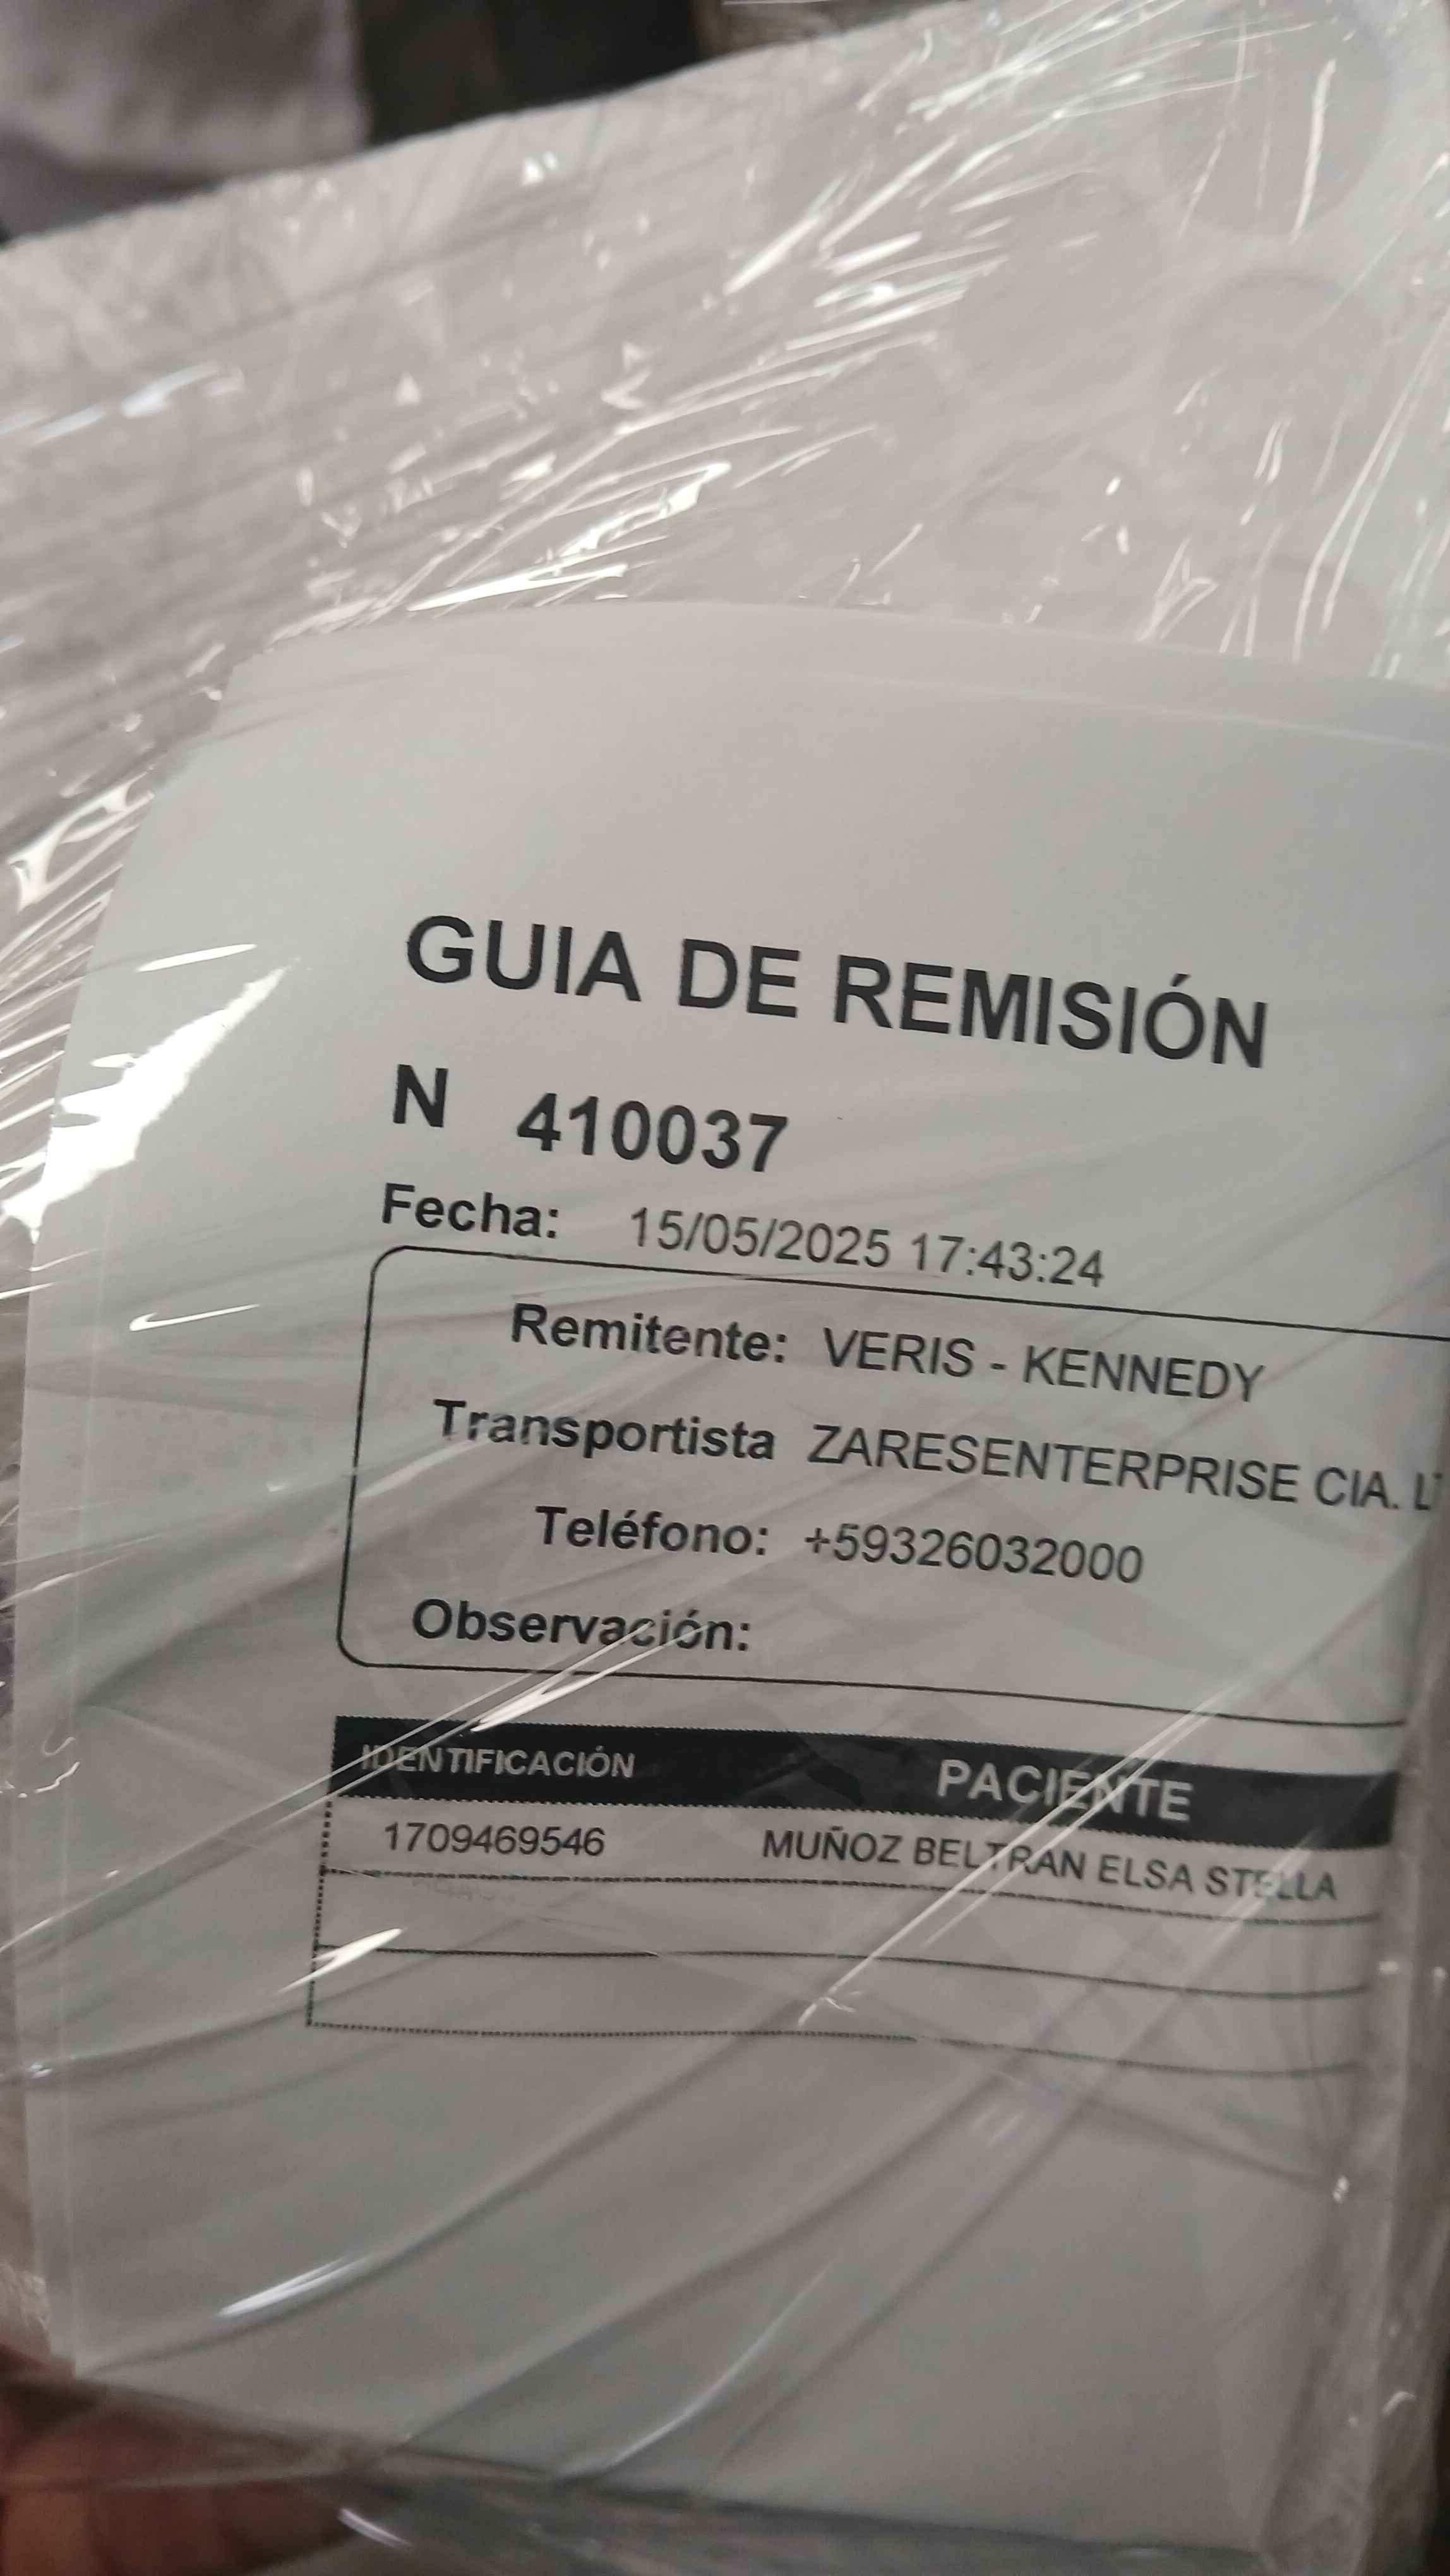 GUIA DE REMISIÓN
N 410037
Fecha: 15/05/2025 17:43:24
Remitente: VERIS - KENNEDY
Transportista ZARESENTERPRISE CIA.
Teléfono: +59326032000
Observación:
IDENTIFICACIÓN PACIENTE
1709469546 MUÑOZ BELTRAN ELSA STELLA